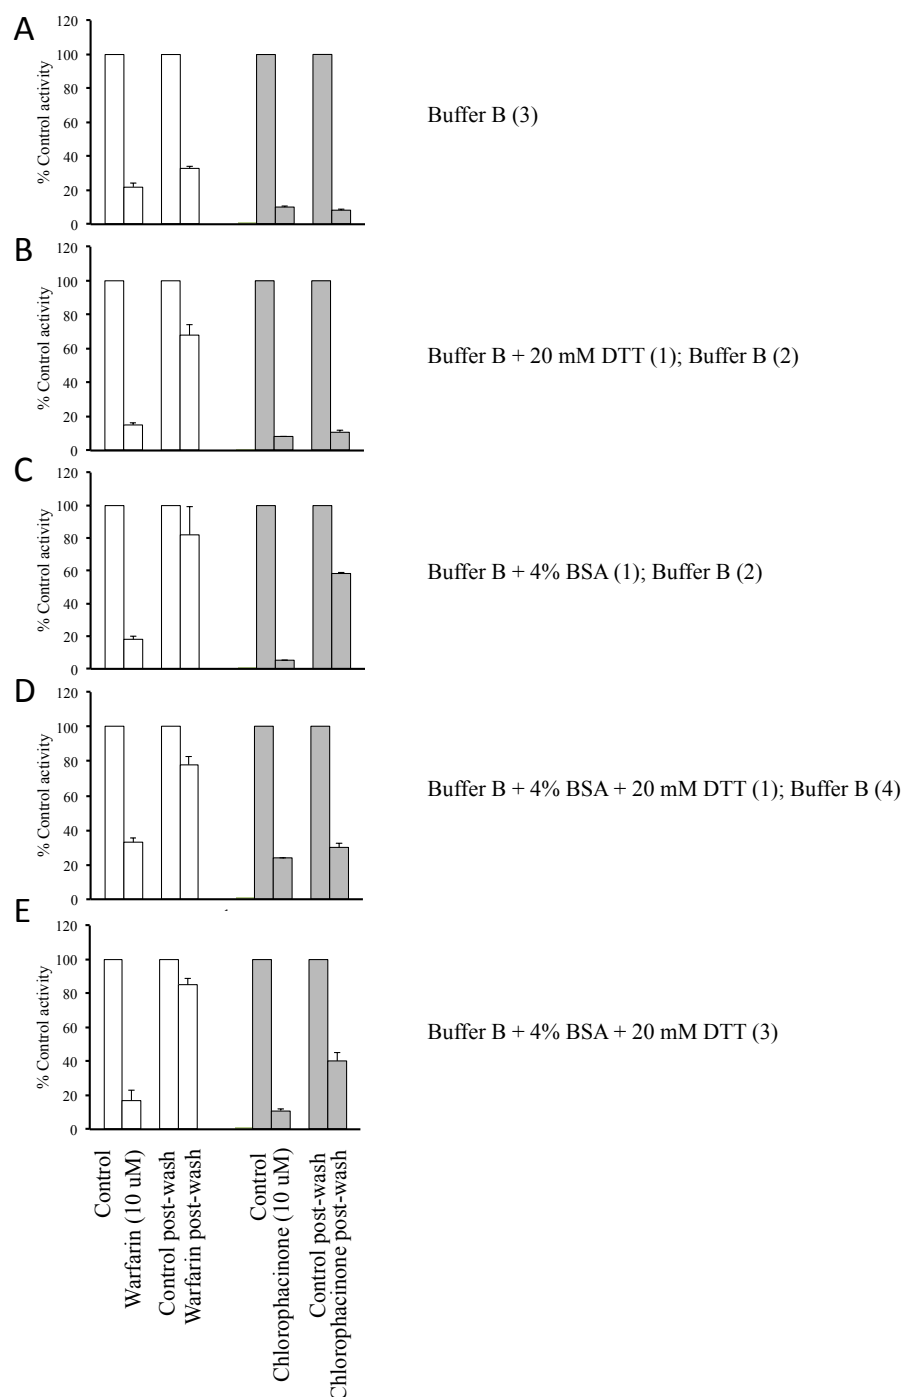 A
120
100
80
60
40
20
0
% Control activity
Buffer B (3)
B
120
100
80
60
40
20
0
% Control activity
Buffer B + 20 mM DTT (1); Buffer B (2)
C
120
100
80
60
40
20
0
% Control activity
Buffer B + 4% BSA (1); Buffer B (2)
D
120
100
80
60
40
20
0
% Control activity
Buffer B + 4% BSA + 20 mM DTT (1); Buffer B (4)
E
120
100
80
60
40
20
0
% Control activity
Buffer B + 4% BSA + 20 mM DTT (3)
Control
Warfarin (10 uM)
Control post-wash
Warfarin post-wash
Control
Chlorophacinone (10 uM)
Control post-wash
Chlorophacinone post-wash